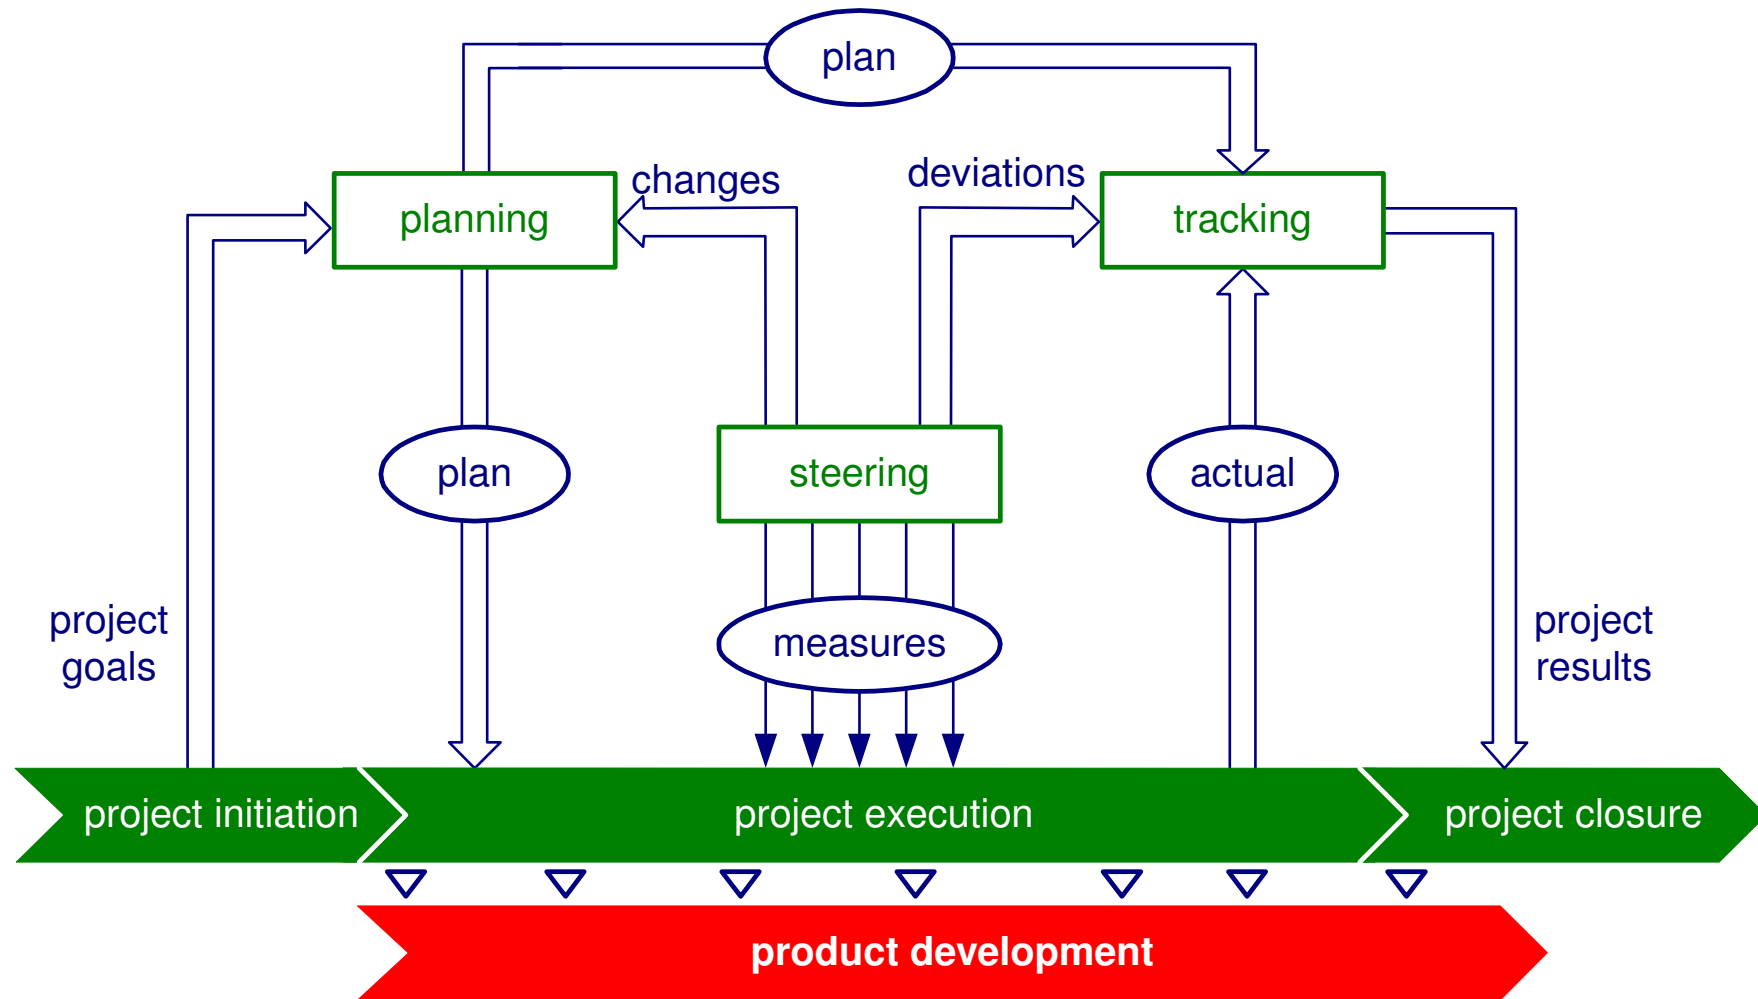 plan
changes
deviations
planning
tracking
plan
steering
actual
project
goals
measures
project
results
project initiation
project execution
project closure
product development